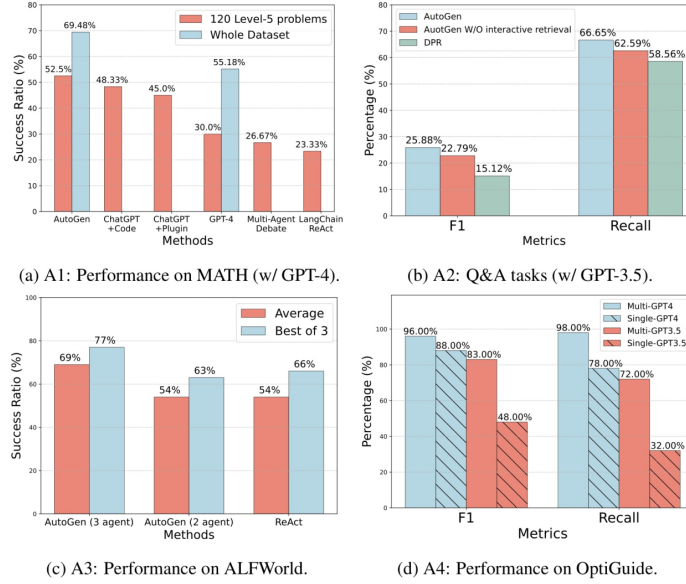 80
70
60
50
40
30
20
10
0
Success Ratio (%)
120 Level-5 problems
Whole Dataset
69.48%
52.5%
48.33%
45.0%
55.18%
30.0%
26.67%
23.33%
AutoGen
ChatGPT
+Code
ChatGPT
+Plugin
GPT-4
Multi-Agent
Debate
LangChain
ReAct
Methods
(a) A1: Performance on MATH (w/ GPT-4).
80
70
60
50
40
30
20
10
0
Percentage (%)
AutoGen
AuotGen W/O interactive retrieval
DPR
25.88%
22.79%
15.12%
66.65%
62.59%
58.56%
F1
Recall
Metrics
(b) A2: Q&A tasks (w/ GPT-3.5).
100
80
60
40
20
0
Success Ratio (%)
Average
Best of 3
69%
77%
54%
63%
54%
66%
AutoGen (3 agent)
AutoGen (2 agent)
ReAct
Methods
(c) A3: Performance on ALFWorld.
100
80
60
40
20
0
Percentage (%)
Multi-GPT4
Single-GPT4
Multi-GPT3.5
Single-GPT3.5
96.00%
88.00%
83.00%
48.00%
98.00%
78.00%
72.00%
32.00%
F1
Recall
Metrics
(d) A4: Performance on OptiGuide.